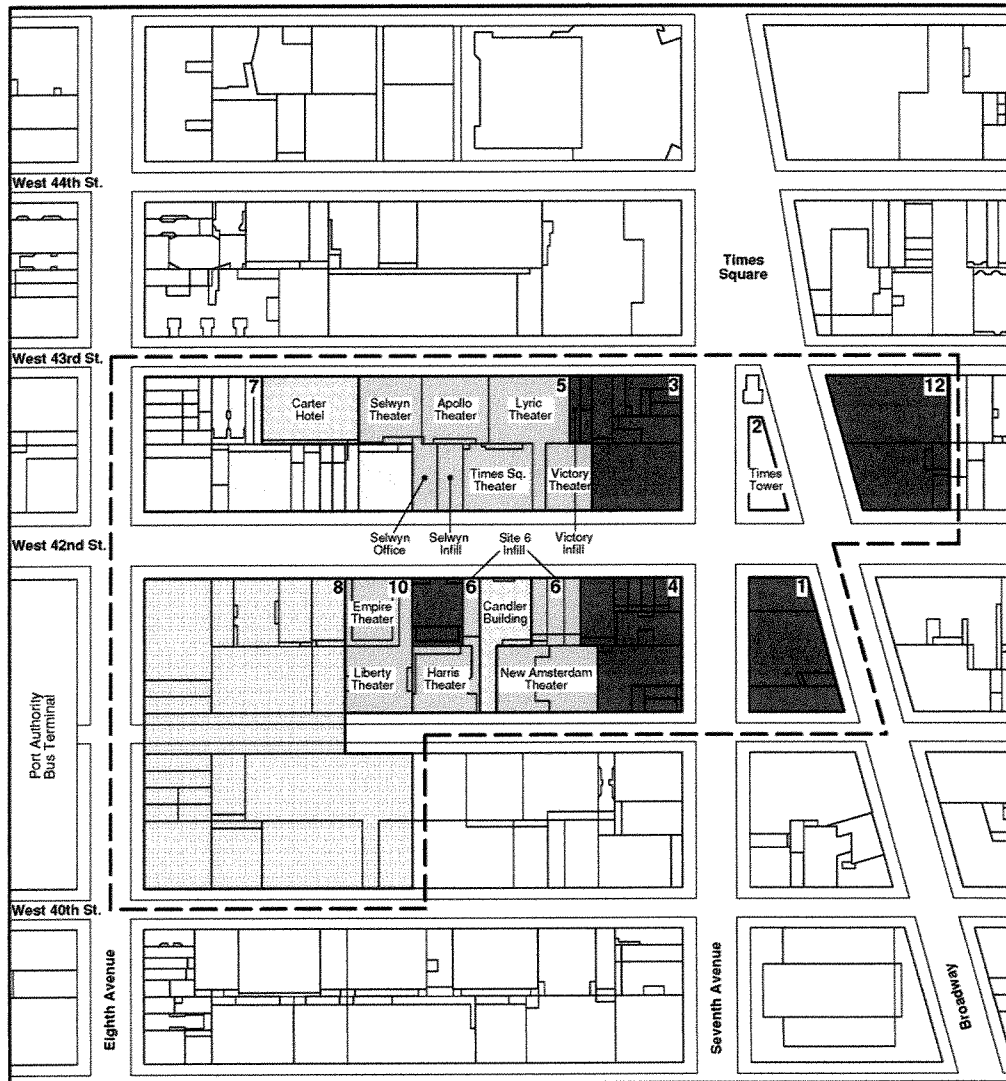 West 44th St.
Times
Square
West 43rd St.
7
Carter
Hotel
Selwyn
Theater
Apollo
Theater
5
Lyric
Theater
3
2
Times
Tower
12
Times Sq.
Theater
Victory
Theater
West 42nd St.
Selwyn
Office
Selwyn
Infill
Site 6
Infill
Victory
Infill
8
10
6
6
4
1
Empire
Theater
Candler
Building
Liberty
Theater
Harris
Theater
New Amsterdam
Theater
Port Authority
Bus Terminal
West 40th St.
Eighth Avenue
Seventh Avenue
Broadway